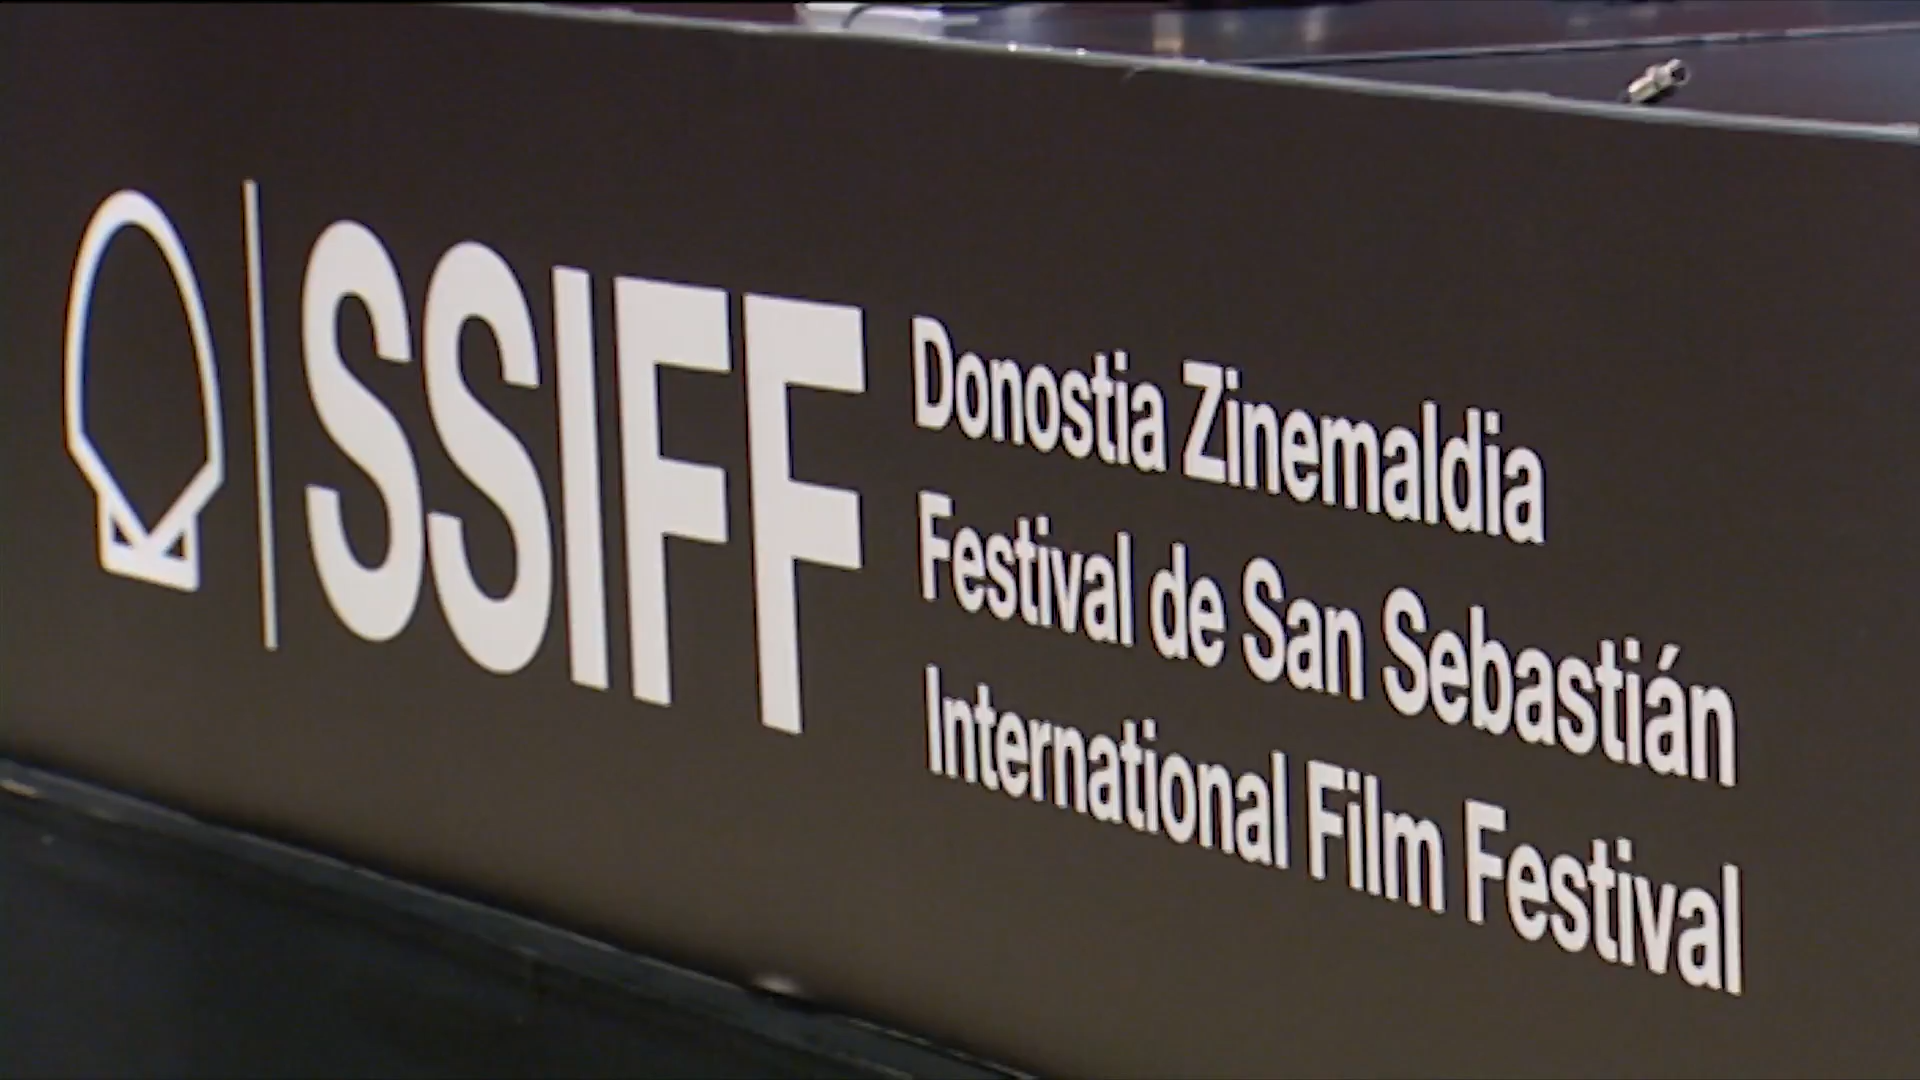 SSIFF
Donostia Zinemaldia
Festival de San Sebastián
International Film Festival